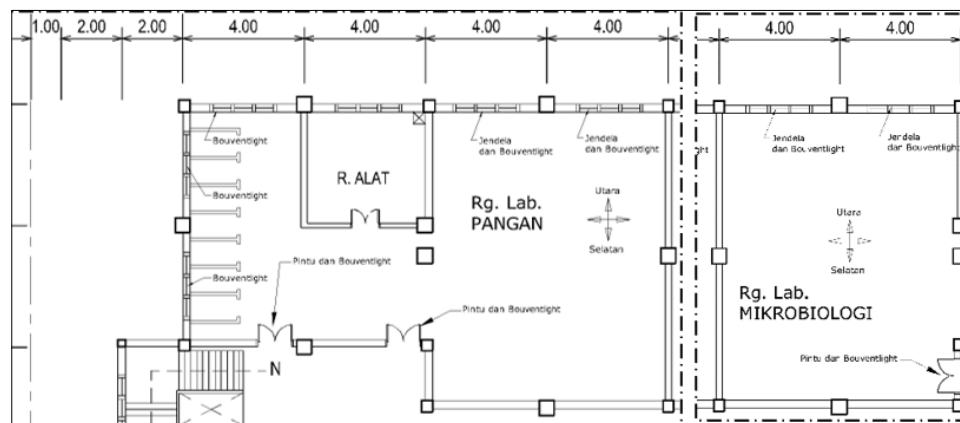 1.00 2.00 2.00 4.00 4.00 4.00 4.00 4.00 4.00
Bouventlight
Jendela
dan Bouventlight
Jendela
dan Bouventlight
Jendela
dan Bouventlight
Jendela
dar Bouventlight
R. ALAT
Bouventlight
Rg. Lab.
PANGAN
Utara
Selatan
Utara
Selatan
Bouventlight
Pintu dan Bouventlight
Pintu dan Bouventlight
Rg. Lab.
MIKROBIOLOGI
Pintu dar Bouventlight
N